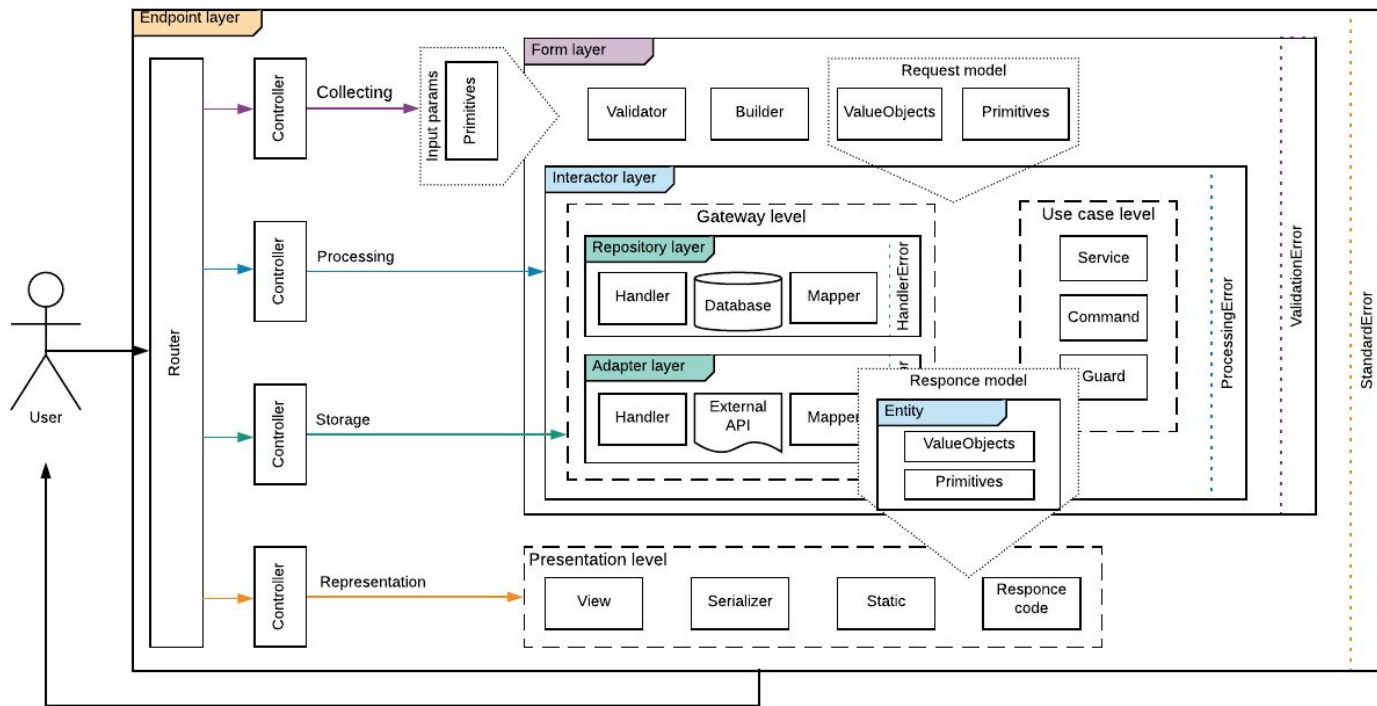 Endpoint layer
Router
User
Controller
Collecting
Input params
Primitives
Form layer
Validator
Builder
Request model
ValueObjects
Primitives
Interactor layer
Gateway level
Repository layer
Handler
Database
Mapper
HandlerError
Use case level
Service
Command
Guard
Controller
Processing
Adapter layer
Handler
External
API
Mapper
Controller
Storage
Responce model
Entity
ValueObjects
Primitives
ProcessingError
ValidationError
StandardError
Controller
Representation
Presentation level
View
Serializer
Static
Responce
code